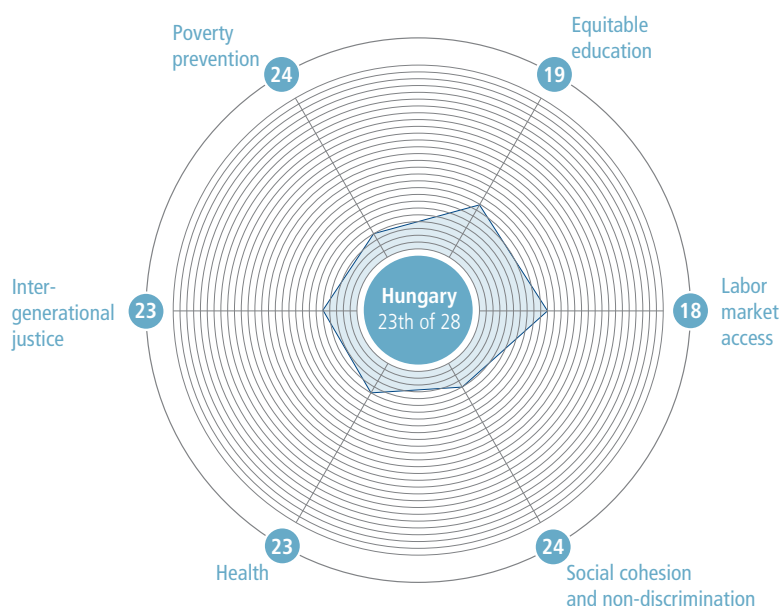 Poverty
prevention
24
Equitable
education
19
Inter-
generational
justice
23
Hungary
23th of 28
18
Labor
market
access
23
Health
24
Social cohesion
and non-discrimination